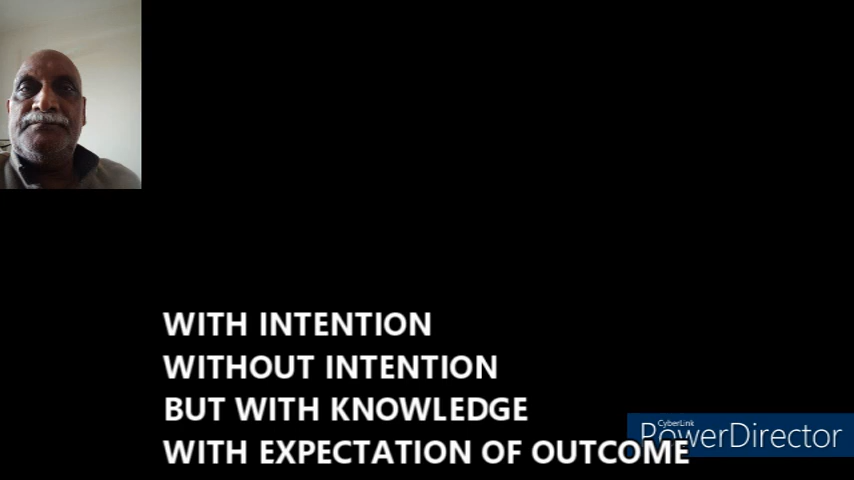 WITH INTENTION
WITHOUT INTENTION
BUT WITH KNOWLEDGE
WITH EXPECTATION OF OUTCOME
CyberLink
PowerDirector